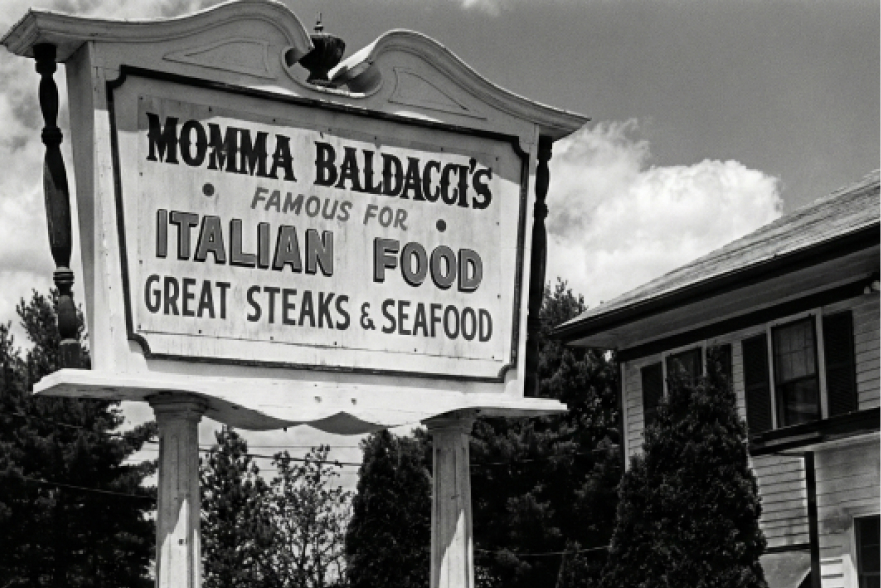 MOMMA BALDACCI'S
FAMOUS FOR
ITALIAN FOOD
GREAT STEAKS & SEAFOOD